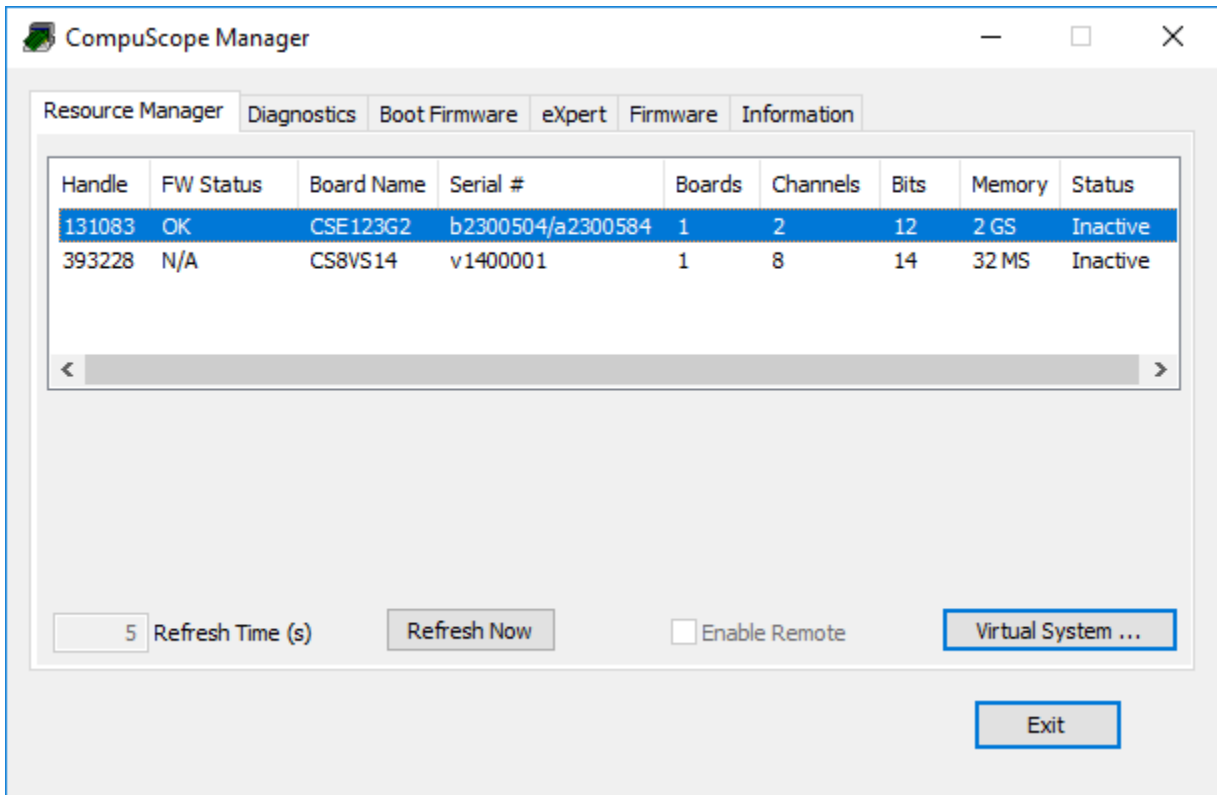 CompuScope Manager
Resource Manager Diagnostics Boot Firmware eXpert Firmware Information
Handle FW Status Board Name Serial # Boards Channels Bits Memory Status
131083 OK CSE123G2 b2300504/a2300584 1 2 12 2 GS Inactive
393228 N/A CS8VS14 v1400001 1 8 14 32 MS Inactive
5 Refresh Time (s) Refresh Now Enable Remote Virtual System ...
Exit